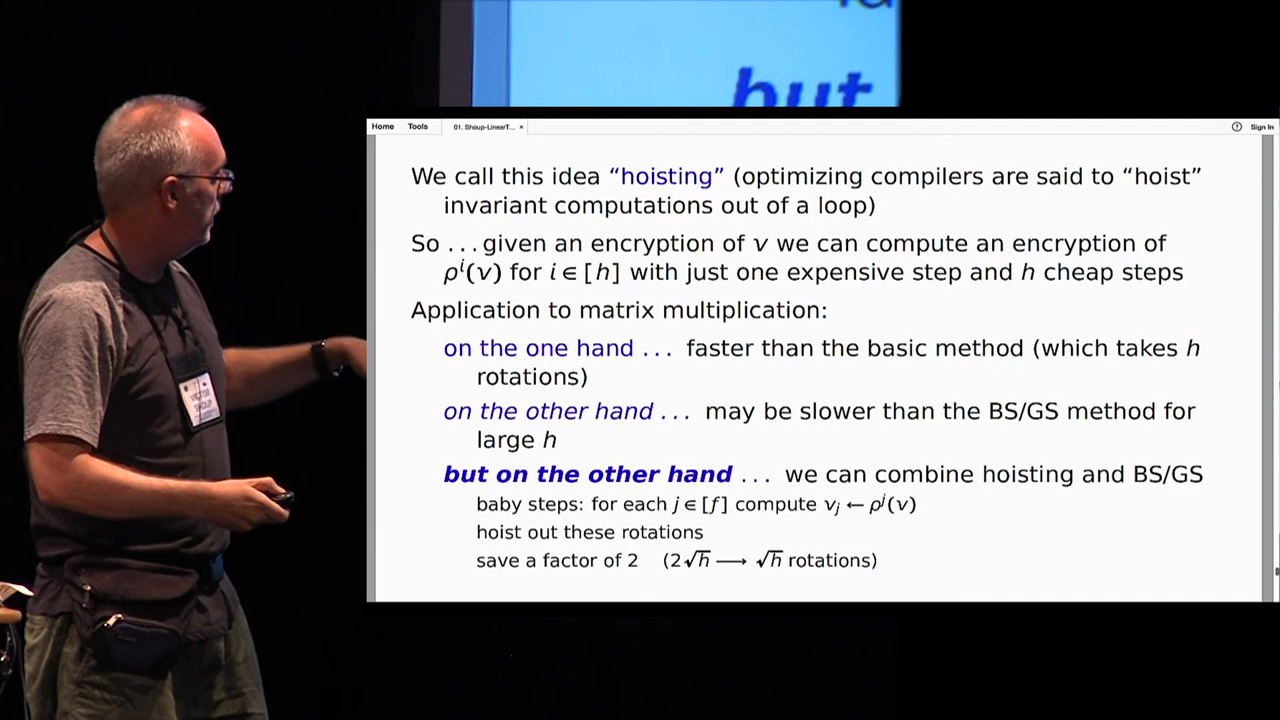 but
Home Tools 01. Shoup-LinearT... × ? Sign In
We call this idea “hoisting” (optimizing compilers are said to “hoist”
invariant computations out of a loop)
So . . . given an encryption of v we can compute an encryption of
ρⁱ(v) for i ∈ [h] with just one expensive step and h cheap steps
Application to matrix multiplication:
on the one hand . . . faster than the basic method (which takes h
rotations)
on the other hand . . . may be slower than the BS/GS method for
large h
but on the other hand . . . we can combine hoisting and BS/GS
baby steps: for each j ∈ [f] compute vⱼ ← ρʲ(v)
hoist out these rotations
save a factor of 2 (2√h ⟶ √h rotations)
VICTOR
SHOUP